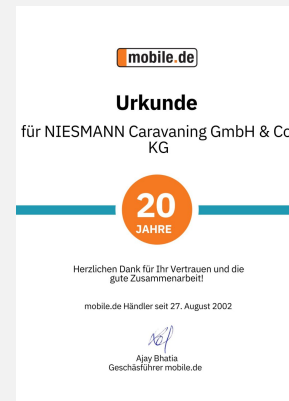 mobile.de
Urkunde
für NIESMANN Caravaning GmbH & Co
KG
20
JAHRE
Herzlichen Dank für Ihr Vertrauen und die
gute Zusammenarbeit!
mobile.de Händler seit 27. August 2002
Ajay Bhatia
Geschäsführer mobile.de